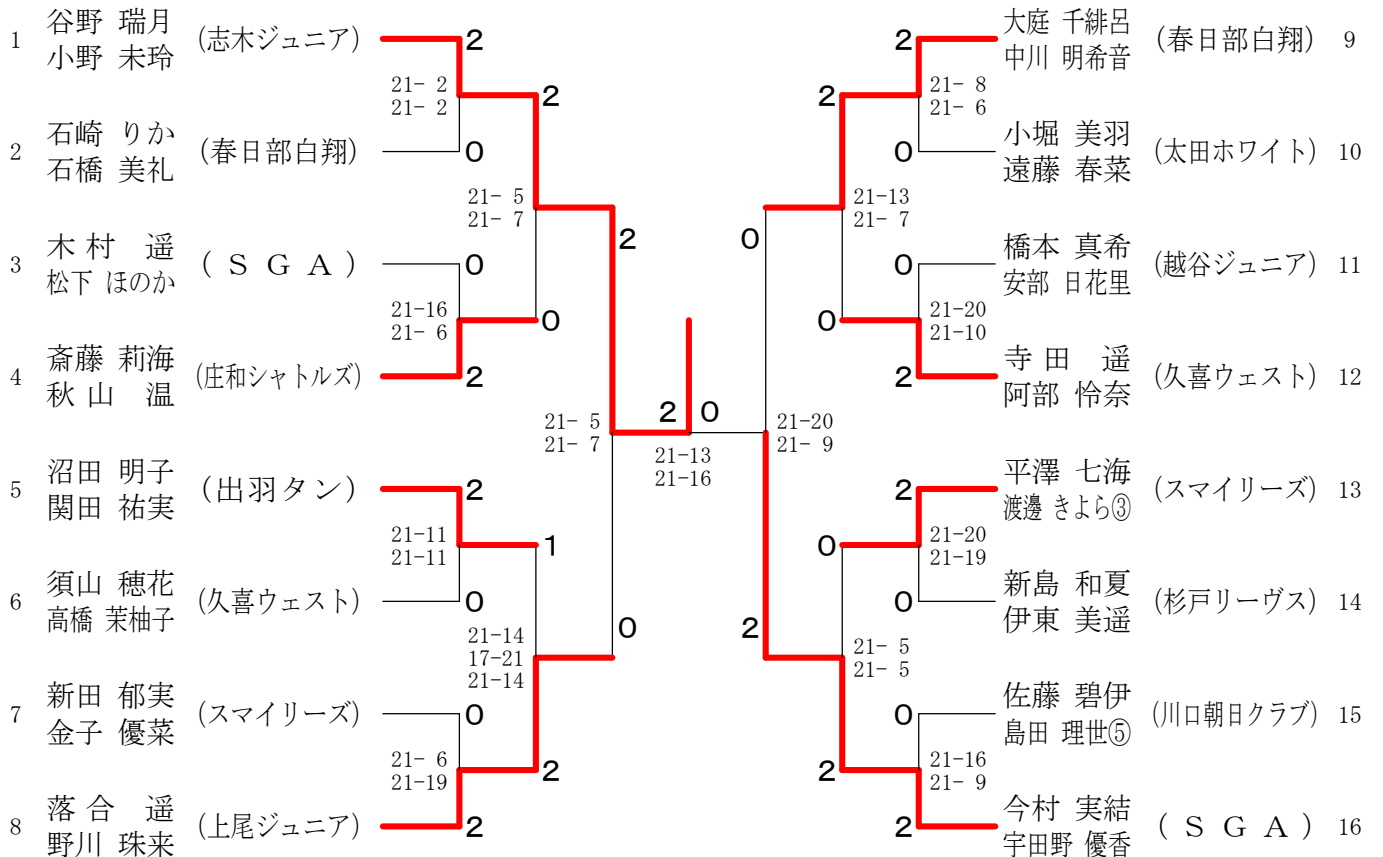 1 谷野 瑞月
小野 未玲
(志木ジュニア)
2
21- 2
21- 2
2
2 石崎 りか
石橋 美礼
(春日部白翔)
0
21- 5
21- 7
2
3 木村 遥
松下 ほのか
(ＳＧＡ)
0
21-16
21- 6
0
4 斎藤 莉海
秋山 温
(庄和シャトルズ)
2
21- 5
21- 7
5 沼田 明子
関田 祐実
(出羽タン)
2
21-11
21-11
1
6 須山 穂花
高橋 茉柚子
(久喜ウェスト)
0
21-14
17-21
21-14
0
7 新田 郁実
金子 優菜
(スマイリーズ)
0
21- 6
21-19
2
8 落合 遥
野川 珠来
(上尾ジュニア)
2
2 0
21-13
21-16
2
大庭 千緋呂
中川 明希音
(春日部白翔) 9
2
21- 8
21- 6
0
小堀 美羽
遠藤 春菜
(太田ホワイト) 10
0
21-13
21- 7
0
橋本 真希
安部 日花里
(越谷ジュニア) 11
0
21-20
21-10
2
寺田 遥
阿部 怜奈
(久喜ウェスト) 12
21-20
21- 9
2
平澤 七海
渡邊 きよら③
(スマイリーズ) 13
0
21-20
21-19
0
新島 和夏
伊東 美遥
(杉戸リーヴス) 14
2
21- 5
21- 5
0
佐藤 碧伊
島田 理世⑤
(川口朝日クラブ) 15
2
21-16
21- 9
2
今村 実結
宇田野 優香
(ＳＧＡ) 16